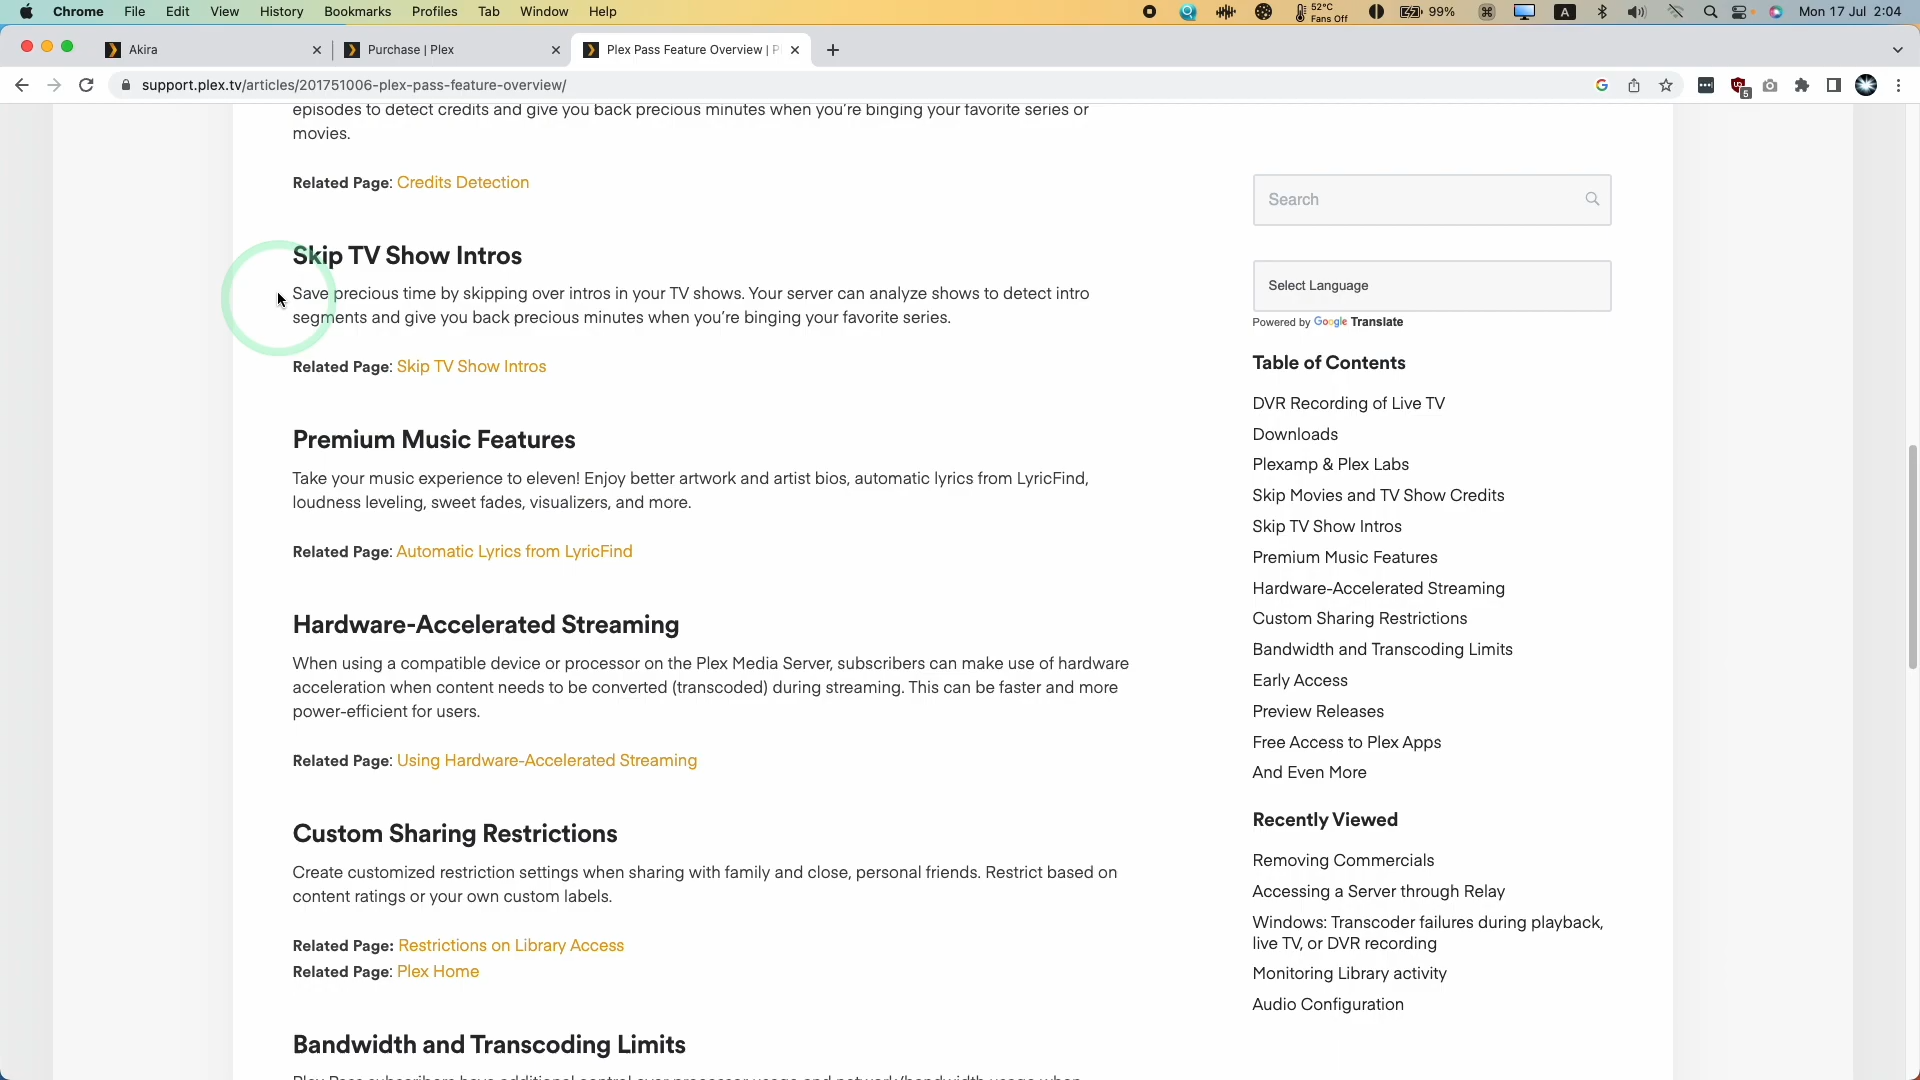 Chrome File Edit View History Bookmarks Profiles Tab Window Help
52°C
Fans Off
99%
A
Mon 17 Jul 2:04
Akira
Purchase | Plex
Plex Pass Feature Overview | P
support.plex.tv/articles/201751006-plex-pass-feature-overview/
5
episodes to detect credits and give you back precious minutes when you're binging your favorite series or
movies.
Related Page: Credits Detection
Skip TV Show Intros
Save precious time by skipping over intros in your TV shows. Your server can analyze shows to detect intro
segments and give you back precious minutes when you're binging your favorite series.
Related Page: Skip TV Show Intros
Premium Music Features
Take your music experience to eleven! Enjoy better artwork and artist bios, automatic lyrics from LyricFind,
loudness leveling, sweet fades, visualizers, and more.
Related Page: Automatic Lyrics from LyricFind
Hardware-Accelerated Streaming
When using a compatible device or processor on the Plex Media Server, subscribers can make use of hardware
acceleration when content needs to be converted (transcoded) during streaming. This can be faster and more
power-efficient for users.
Related Page: Using Hardware-Accelerated Streaming
Custom Sharing Restrictions
Create customized restriction settings when sharing with family and close, personal friends. Restrict based on
content ratings or your own custom labels.
Related Page: Restrictions on Library Access
Related Page: Plex Home
Bandwidth and Transcoding Limits
Search
Select Language
Powered by Google Translate
Table of Contents
DVR Recording of Live TV
Downloads
Plexamp & Plex Labs
Skip Movies and TV Show Credits
Skip TV Show Intros
Premium Music Features
Hardware-Accelerated Streaming
Custom Sharing Restrictions
Bandwidth and Transcoding Limits
Early Access
Preview Releases
Free Access to Plex Apps
And Even More
Recently Viewed
Removing Commercials
Accessing a Server through Relay
Windows: Transcoder failures during playback,
live TV, or DVR recording
Monitoring Library activity
Audio Configuration